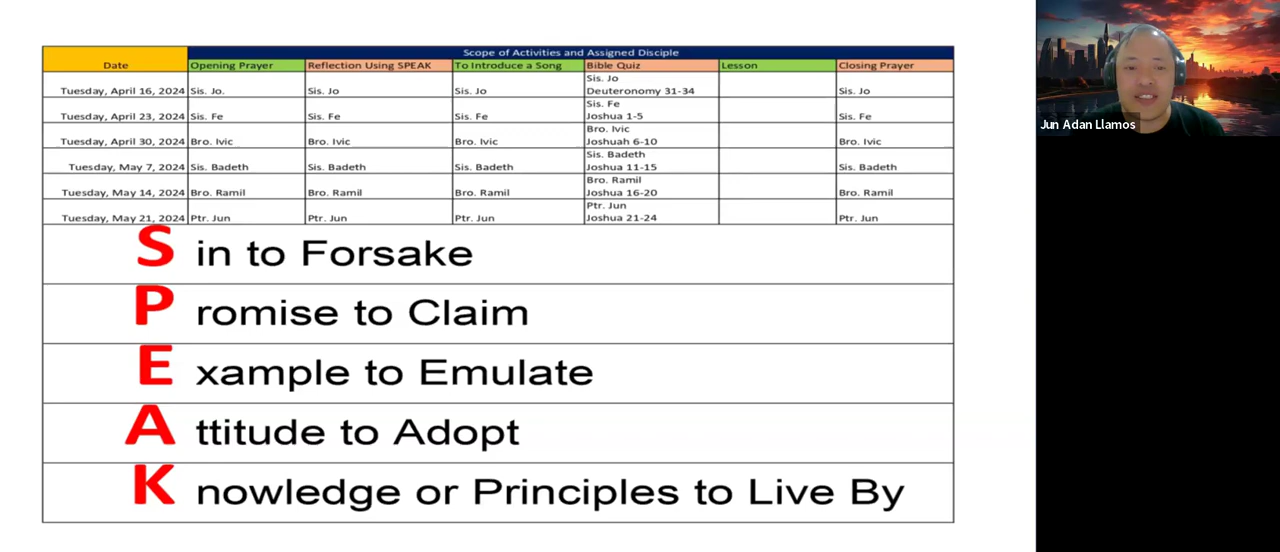 Scope of Activities and Assigned Disciple
Date Opening Prayer Reflection Using SPEAK To Introduce a Song Bible Quiz Lesson Closing Prayer
Tuesday, April 16, 2024 Sis. Jo. Sis. Jo Sis. Jo Sis. Jo Deuteronomy 31-34 Sis. Jo
Tuesday, April 23, 2024 Sis. Fe Sis. Fe Sis. Fe Sis. Fe Joshua 1-5 Sis. Fe
Tuesday, April 30, 2024 Bro. Ivic Bro. Ivic Bro. Ivic Bro. Ivic Joshuah 6-10 Bro. Ivic
Tuesday, May 7, 2024 Sis. Badeth Sis. Badeth Sis. Badeth Sis. Badeth Joshua 11-15 Sis. Badeth
Tuesday, May 14, 2024 Bro. Ramil Bro. Ramil Bro. Ramil Bro. Ramil Joshua 16-20 Bro. Ramil
Tuesday, May 21, 2024 Ptr. Jun Ptr. Jun Ptr. Jun Ptr. Jun Joshua 21-24 Ptr. Jun
S in to Forsake
P romise to Claim
E xample to Emulate
A ttitude to Adopt
K nowledge or Principles to Live By
Jun Adan Llamos